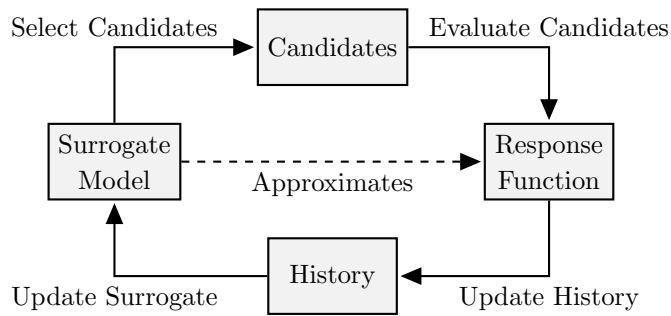 Select Candidates
Candidates
Evaluate Candidates
Surrogate
Model
Approximates
Response
Function
Update Surrogate
History
Update History